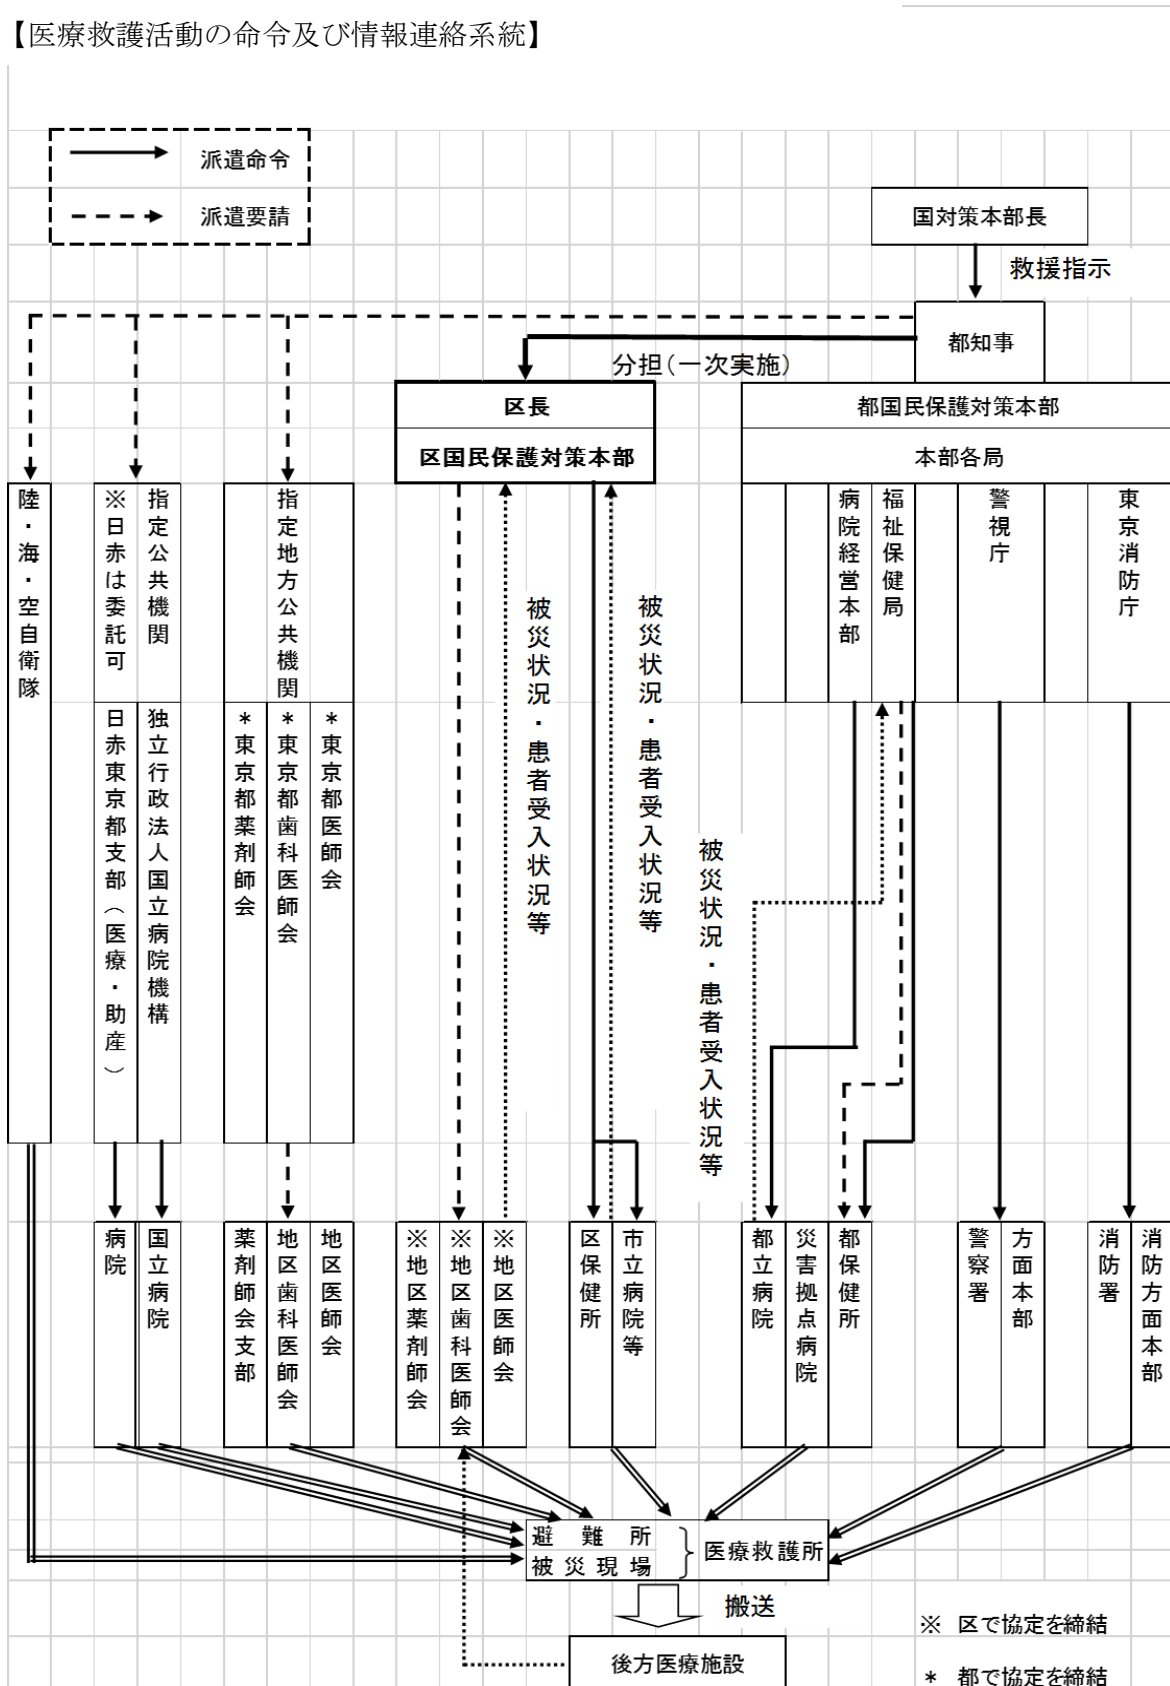 【医療救護活動の命令及び情報連絡系統】
派遣命令
派遣要請
国対策本部長
救援指示
都知事
分担(一次実施)
区長
区国民保護対策本部
都国民保護対策本部
本部各局
陸・海・空自衛隊
※日赤は委託可
指定公共機関
指定地方公共機関
病院経営本部
福祉保健局
警視庁
東京消防庁
日赤東京都支部(医療・助産)
独立行政法人国立病院機構
*東京都薬剤師会
*東京都歯科医師会
*東京都医師会
被災状況・患者受入状況等
被災状況・患者受入状況等
被災状況・患者受入状況等
病院
国立病院
薬剤師会支部
地区歯科医師会
地区医師会
※地区薬剤師会
※地区歯科医師会
※地区医師会
区保健所
市立病院等
都立病院
災害拠点病院
都保健所
警察署
方面本部
消防署
消防方面本部
避難所
被災現場
医療救護所
搬送
後方医療施設
※ 区で協定を締結
* 都で協定を締結